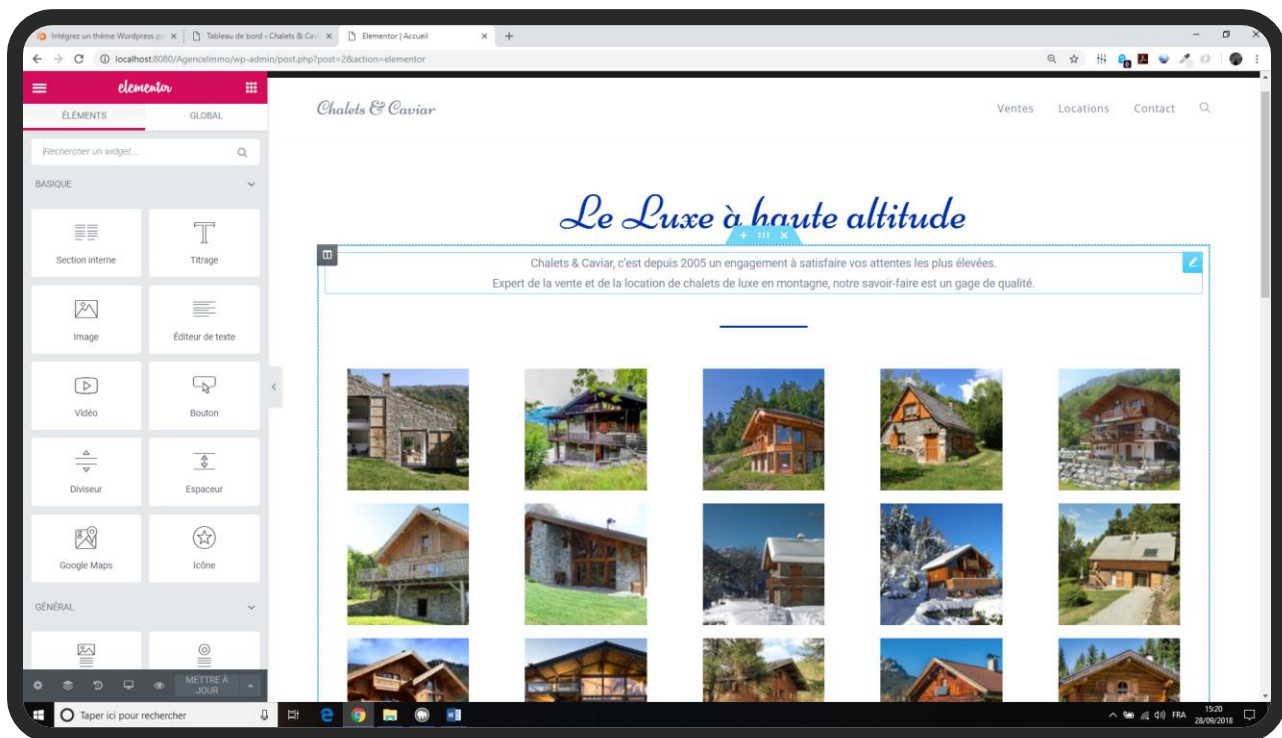 Intégrez un thème Wordpress
Tableau de bord ‹ Chalets & Cavi
Elementor | Accueil
localhost:8080/AgenceImmo/wp-admin/post.php?post=2&action=elementor
elementor
ÉLÉMENTS
GLOBAL
Rechercher un widget...
BASIQUE
Section interne
Titrage
Image
Éditeur de texte
Vidéo
Bouton
Diviseur
Espaceur
Google Maps
Icône
GÉNÉRAL
METTRE À
JOUR
Chalets & Caviar
Ventes Locations Contact
Le Luxe à haute altitude
Chalets & Caviar, c'est depuis 2005 un engagement à satisfaire vos attentes les plus élevées.
Expert de la vente et de la location de chalets de luxe en montagne, notre savoir-faire est un gage de qualité.
Taper ici pour rechercher
FRA
15:20
28/09/2018